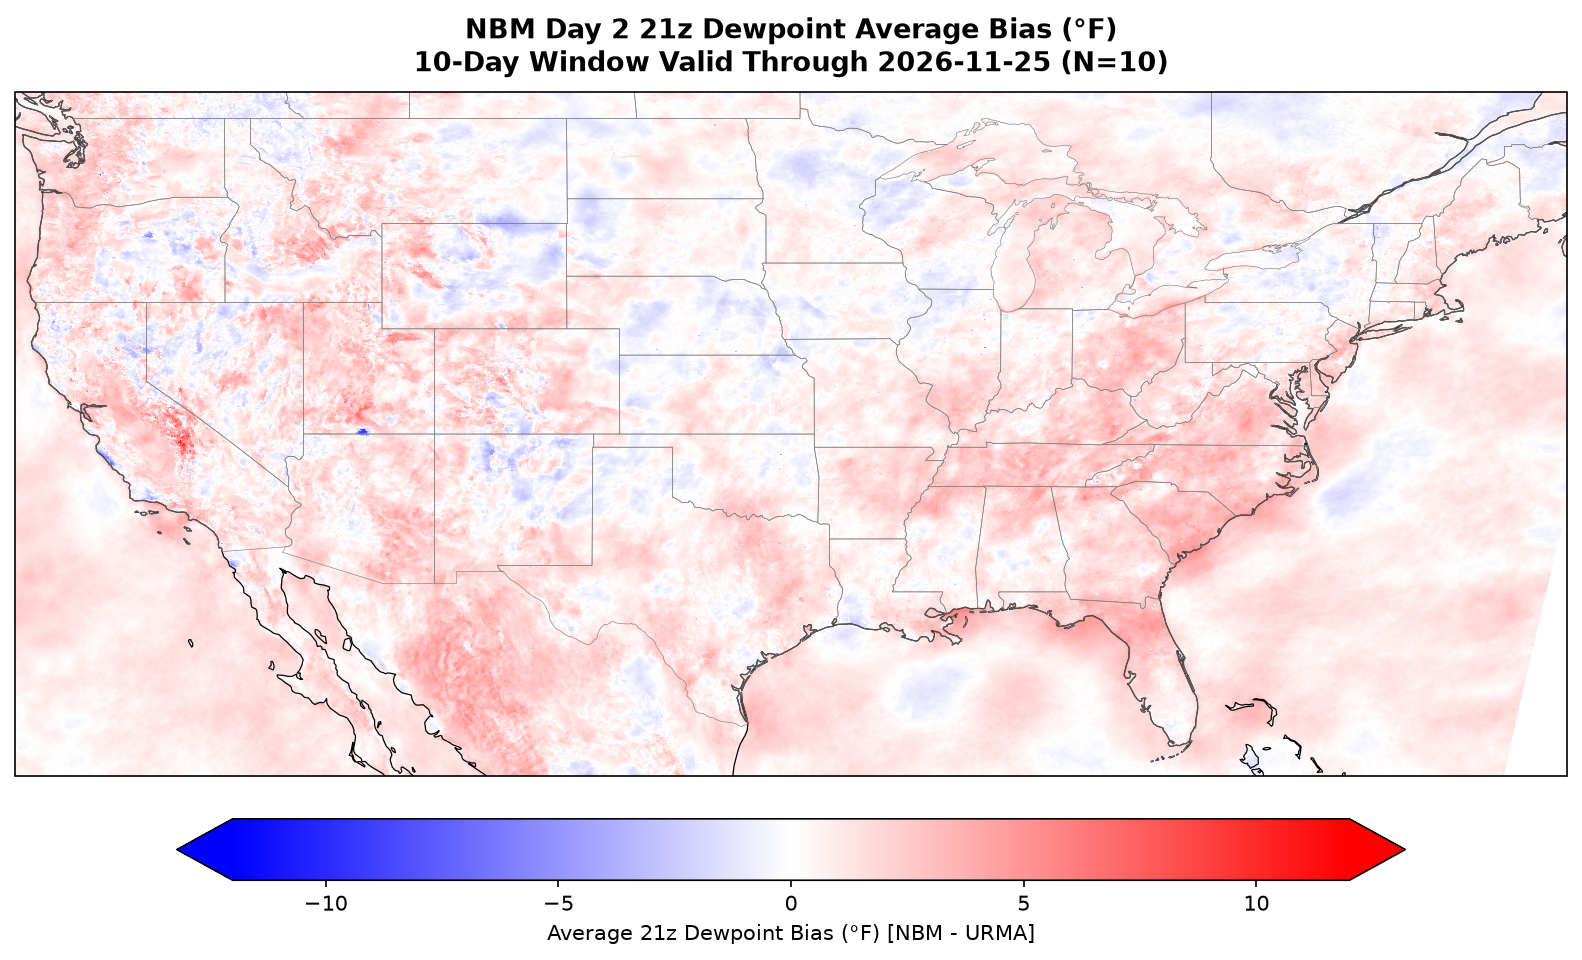 NBM Day 2 21z Dewpoint Average Bias (°F)
10-Day Window Valid Through 2026-11-25 (N=10)
−10 −5 0 5 10
Average 21z Dewpoint Bias (°F) [NBM - URMA]